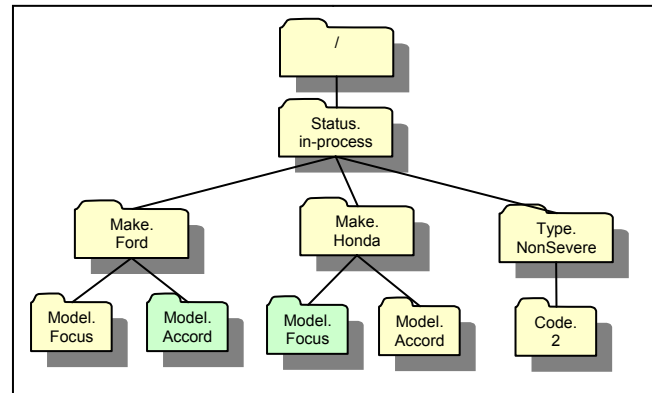 /
Status.
in-process
Make.
Ford
Make.
Honda
Type.
NonSevere
Model.
Focus
Model.
Accord
Model.
Focus
Model.
Accord
Code.
2